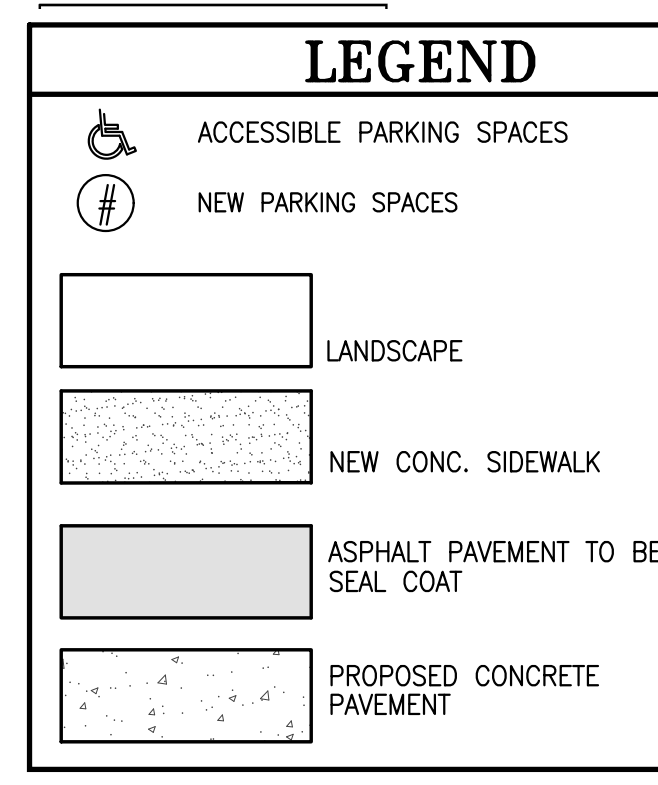 LEGEND
ACCESSIBLE PARKING SPACES
#
NEW PARKING SPACES
LANDSCAPE
NEW CONC. SIDEWALK
ASPHALT PAVEMENT TO BE
SEAL COAT
PROPOSED CONCRETE
PAVEMENT